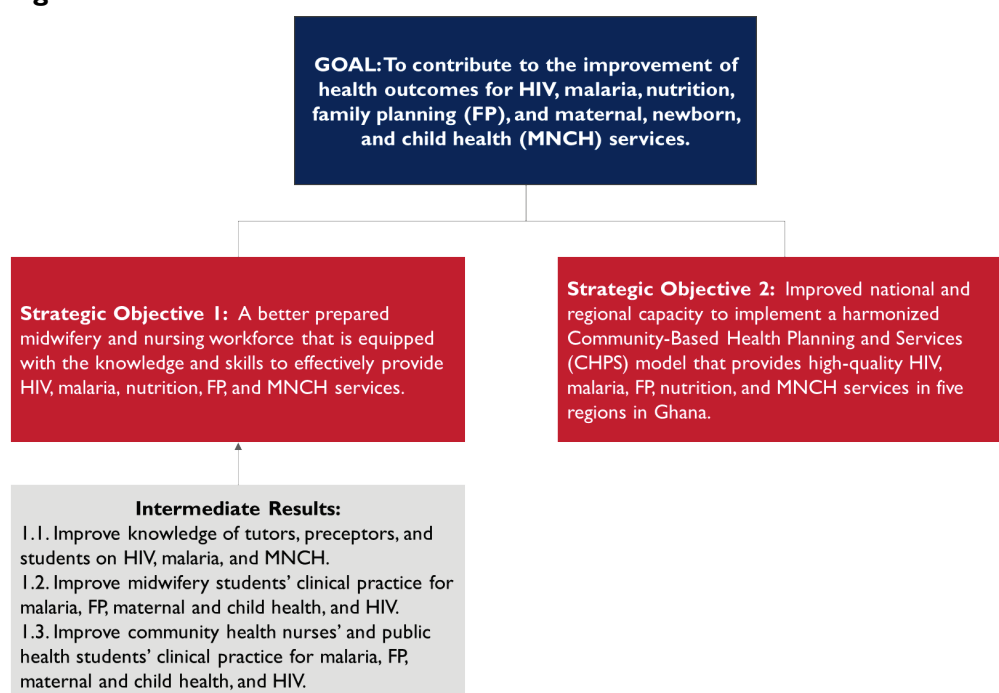 GOAL: To contribute to the improvement of
health outcomes for HIV, malaria, nutrition,
family planning (FP), and maternal, newborn,
and child health (MNCH) services.
Strategic Objective 1: A better prepared
midwifery and nursing workforce that is equipped
with the knowledge and skills to effectively provide
HIV, malaria, nutrition, FP, and MNCH services.
Strategic Objective 2: Improved national and
regional capacity to implement a harmonized
Community-Based Health Planning and Services
(CHPS) model that provides high-quality HIV,
malaria, FP, nutrition, and MNCH services in five
regions in Ghana.
Intermediate Results:
1.1. Improve knowledge of tutors, preceptors, and
students on HIV, malaria, and MNCH.
1.2. Improve midwifery students’ clinical practice for
malaria, FP, maternal and child health, and HIV.
1.3. Improve community health nurses’ and public
health students’ clinical practice for malaria, FP,
maternal and child health, and HIV.